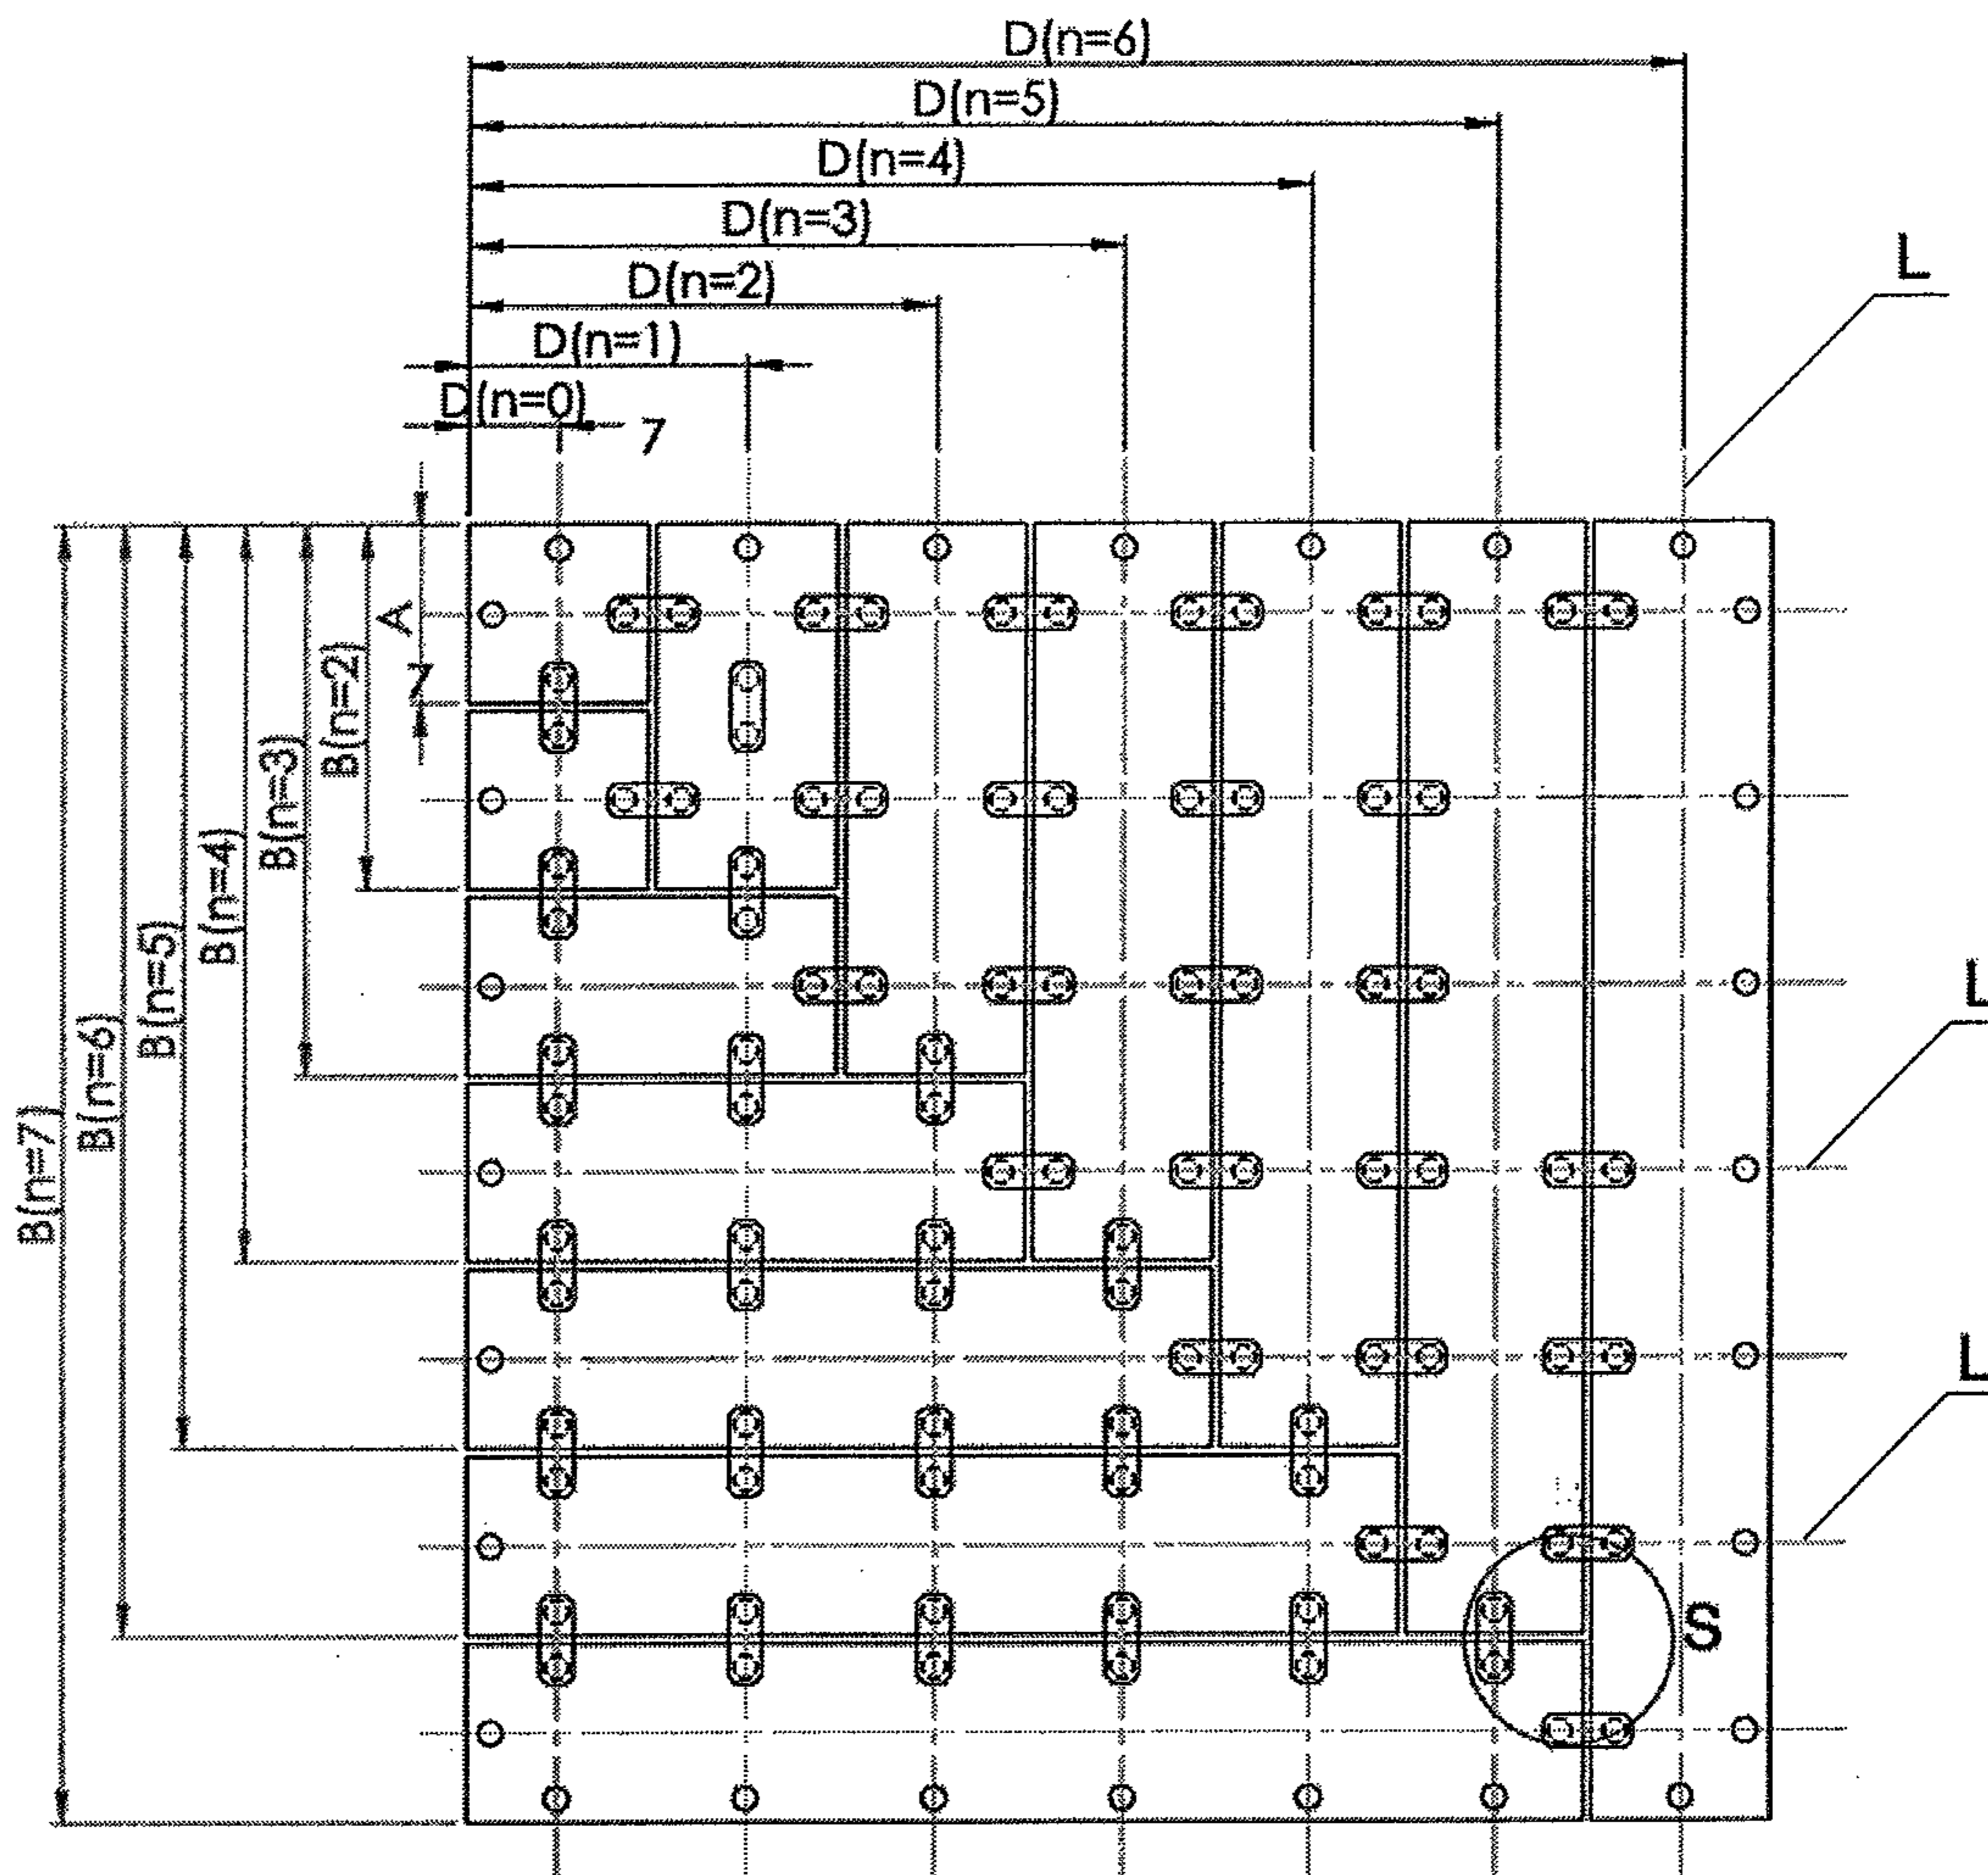 D(n=6)
D(n=5)
D(n=4)
D(n=3)
D(n=2)
D(n=1)
D(n=0)
7
L
A
7
B(n=2)
B(n=3)
B(n=4)
B(n=5)
B(n=6)
B(n=7)
L
L
S